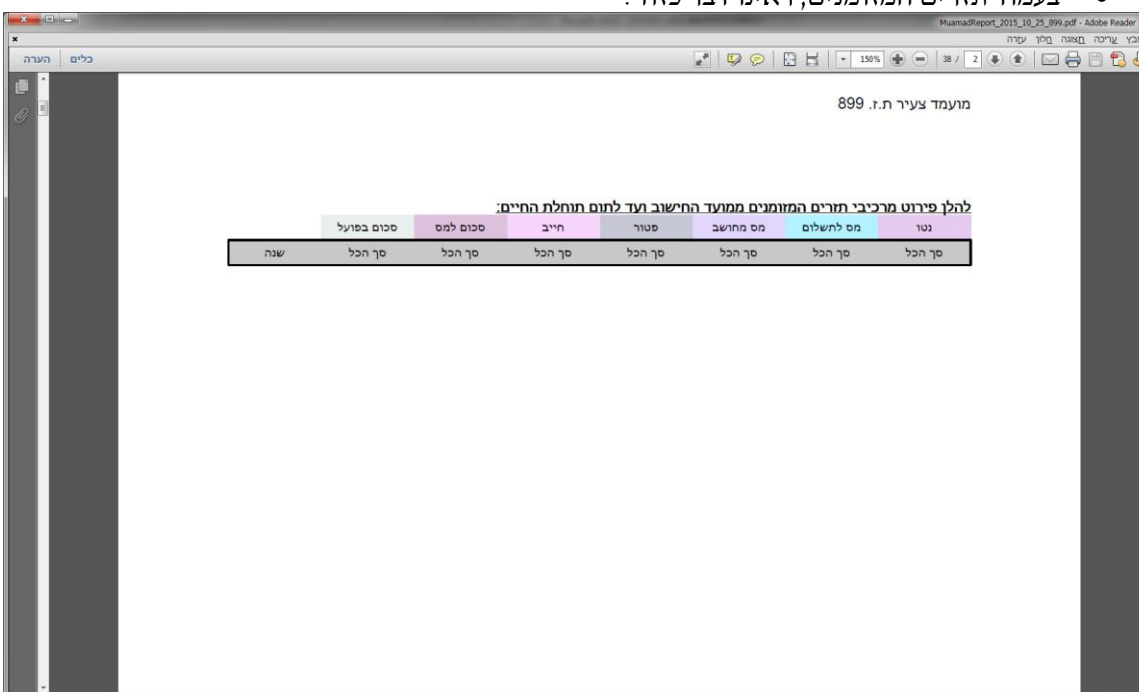 MuamadReport_2015_10_25_899.pdf - Adobe Reader
עריכה תצוגה חלון עזרה
2 / 38 150%
כלים הערה
מועמד צעיר ת.ז. 899
להלן פירוט מרכיבי תזרים המזומנים ממועד החישוב ועד לתום תוחלת החיים:
נטו מס לתשלום מס מחושב פטור חייב סכום למס סכום בפועל
סך הכל סך הכל סך הכל סך הכל סך הכל סך הכל סך הכל שנה